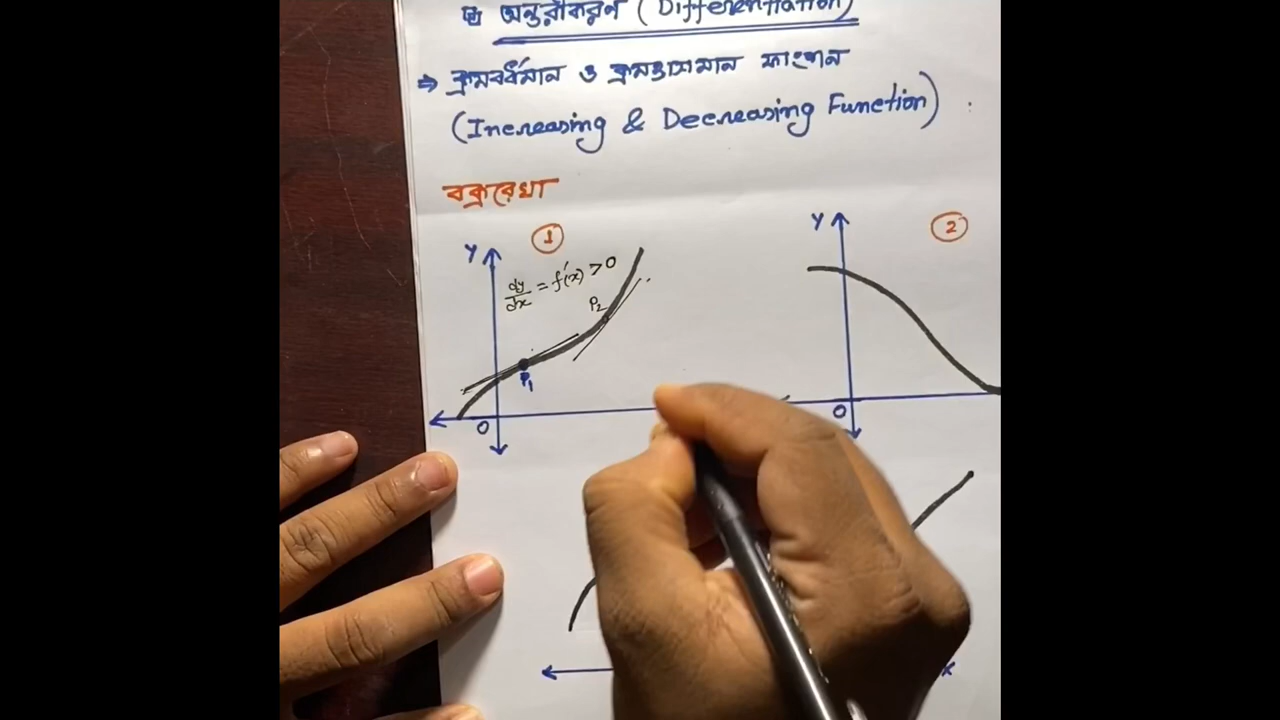 অন্তরীকরণ (Differentiation)
⇒ ক্রমবর্ধমান ও ক্রমহ্রাসমান ফাংশন
(Increasing & Decreasing Function)
বক্ররেখা
1
2
Y
Y
dy/dx = f'(x) > 0
P2
P1
O
O
X